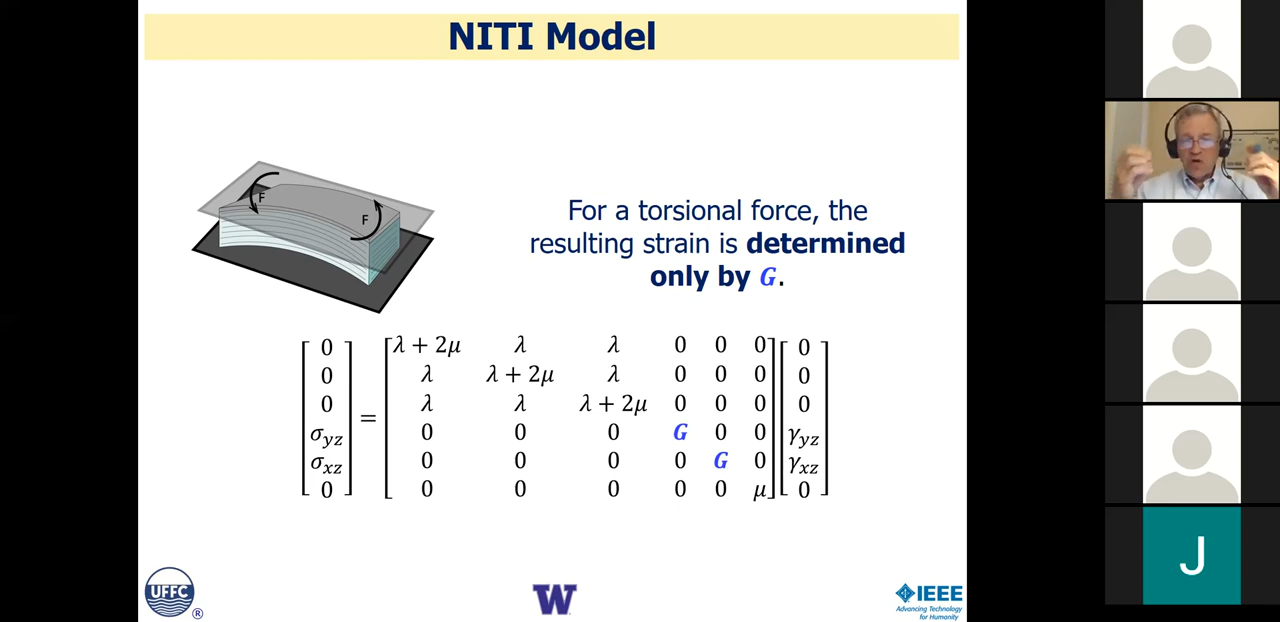 NITI Model
F
F
For a torsional force, the
resulting strain is determined
only by G.
0 λ + 2μ λ λ 0 0 0 0
0 λ λ + 2μ λ 0 0 0 0
0 = λ λ λ + 2μ 0 0 0 0
σyz 0 0 0 G 0 0 γyz
σxz 0 0 0 0 G 0 γxz
0 0 0 0 0 0 μ 0
UFFC
®
W
IEEE
Advancing Technology
for Humanity
J